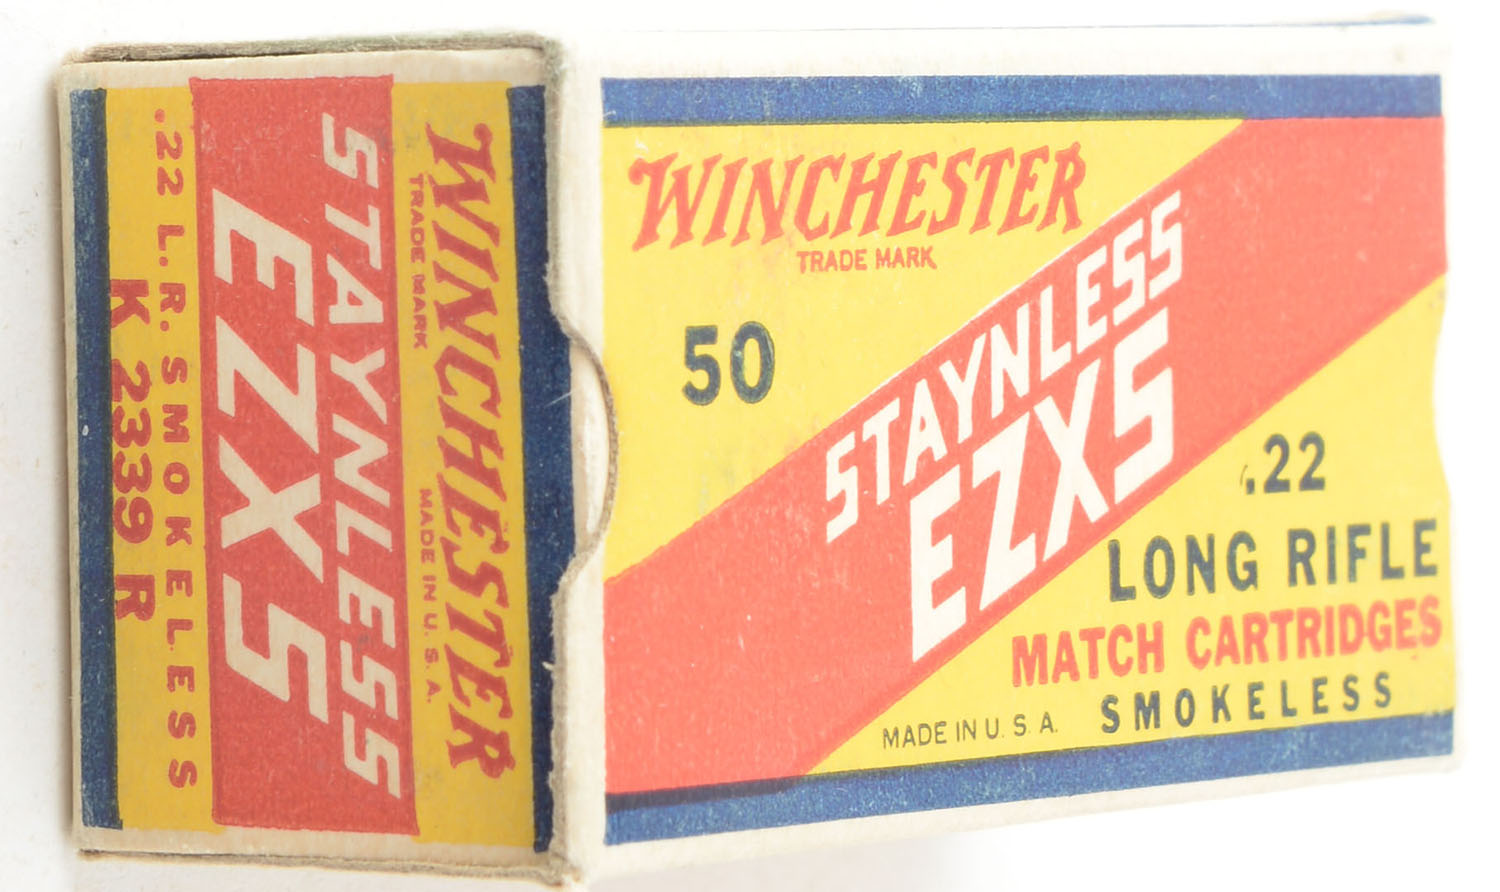 WINCHESTER
TRADE MARK
50
STAYNLESS
EZXS
.22
LONG RIFLE
MATCH CARTRIDGES
SMOKELESS
MADE IN U.S.A.
WINCHESTER
TRADE MARK MADE IN U.S.A.
STAYNLESS
EZXS
.22 L.R. SMOKELESS
K 2339 R